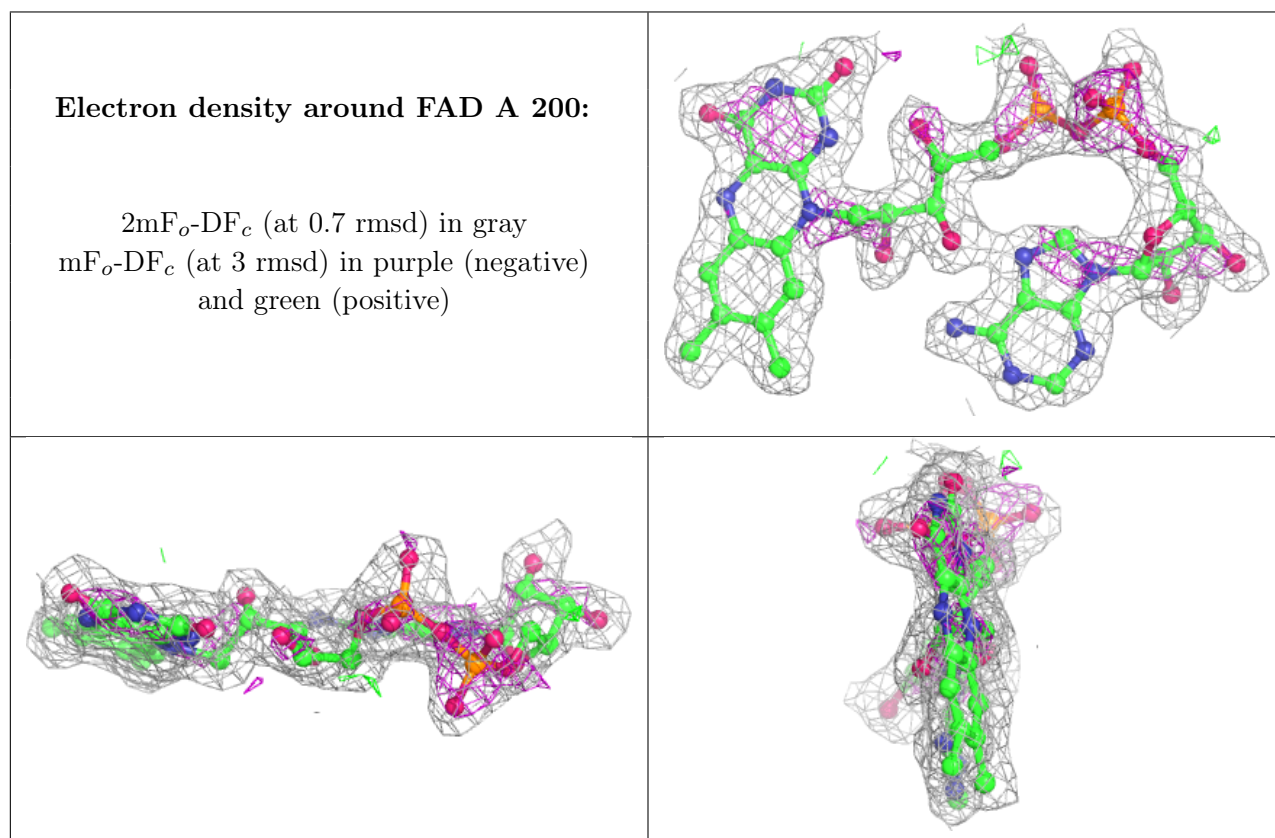 Electron density around FAD A 200:
2mFo-DFc (at 0.7 rmsd) in gray
mFo-DFc (at 3 rmsd) in purple (negative)
and green (positive)